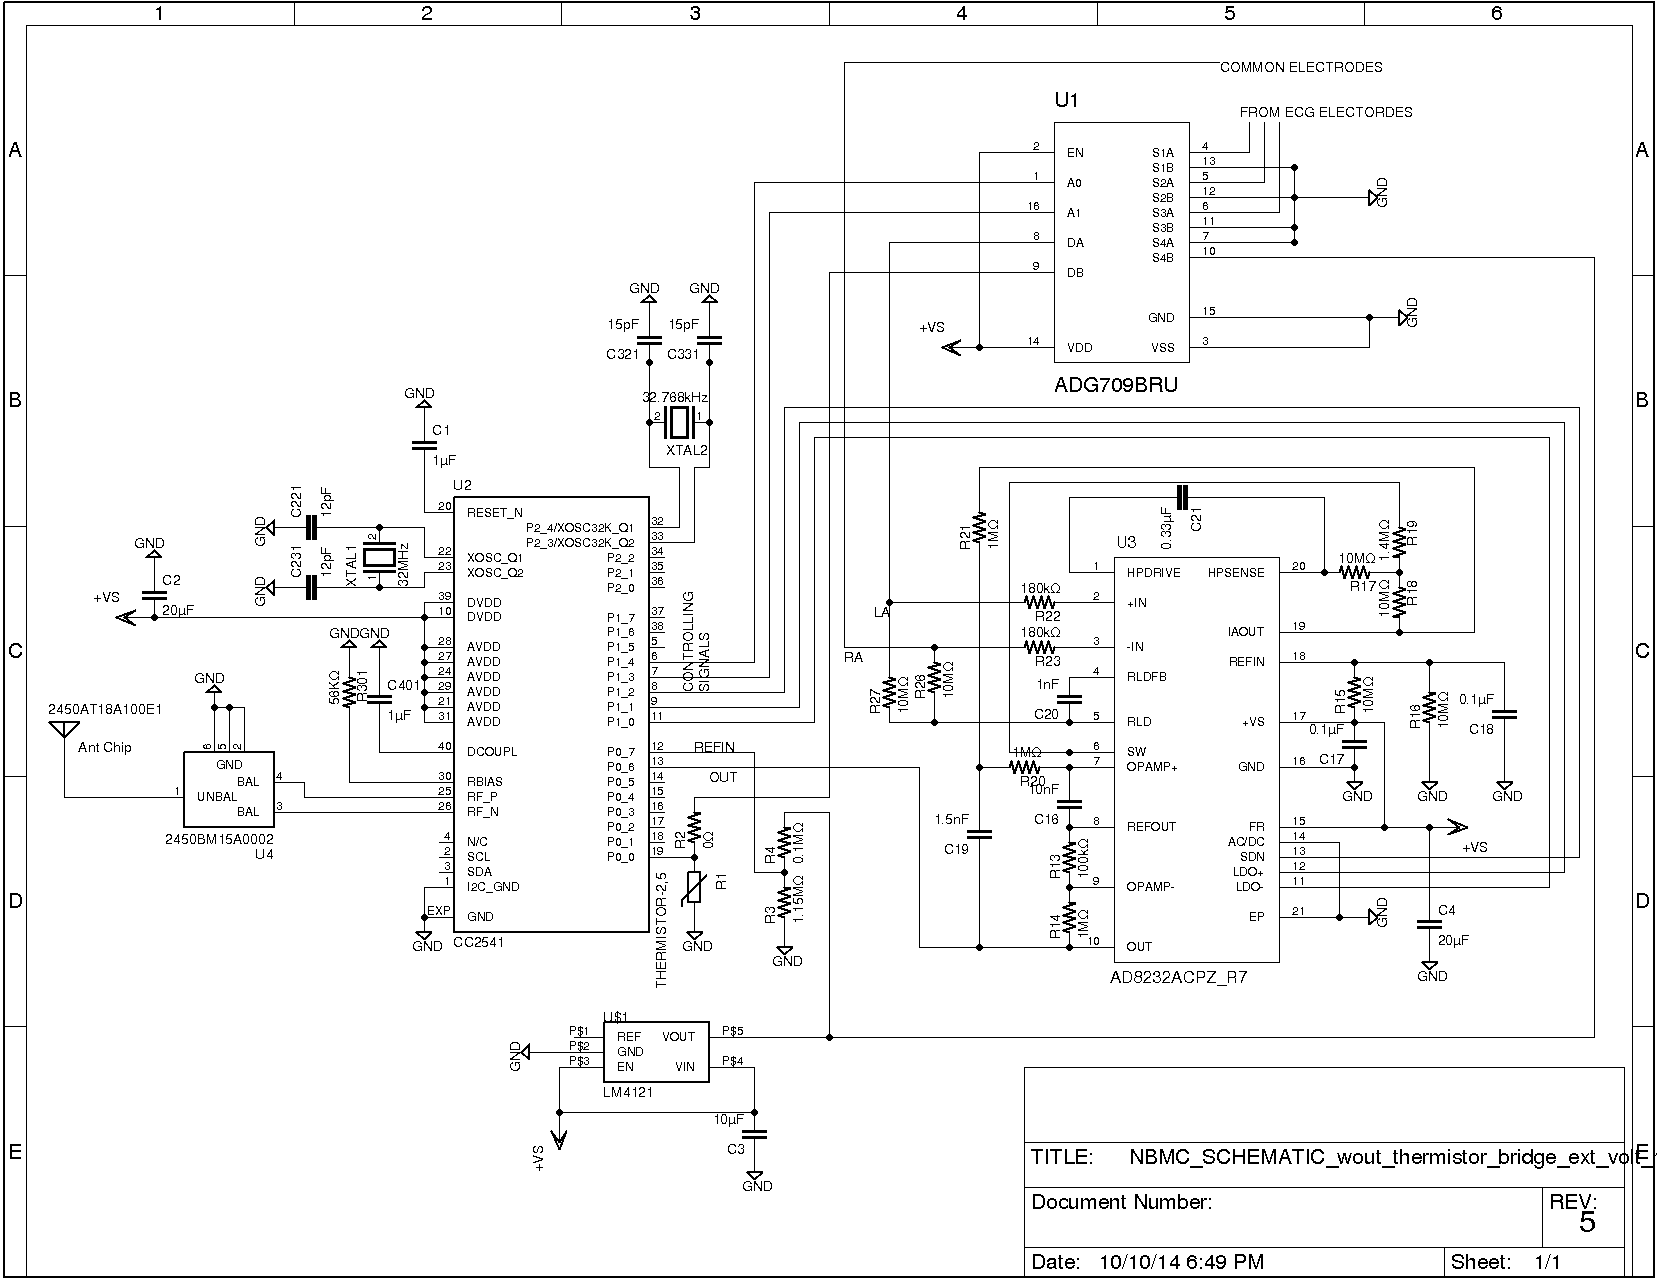 1 2 3 4 5 6
A A
B B
C C
D D
E E
COMMON ELECTRODES
FROM ECG ELECTORDES
U1
2 EN
1 A0
16 A1
8 DA
9 DB
14 VDD
S1A 4
S1B 13
S2A 5
S2B 12
S3A 6
S3B 11
S4A 7
S4B 10
GND 15
VSS 3
GND
GND
+VS
ADG709BRU
GND GND
15pF 15pF
C321 C331
32.768kHz
2 1
XTAL2
GND
C1
1µF
GND
C221
12pF
GND
C231
12pF
XTAL1
2
1
32MHz
GND
C2
20µF
+VS
GND GND
56KΩ
R301
C401
1µF
GND
2450AT18A100E1
Ant Chip
6 5 2
GND
1 UNBAL
BAL 4
BAL 3
2450BM15A0002
U4
U2
20 RESET_N
22 XOSC_Q1
23 XOSC_Q2
39 DVDD
10 DVDD
28 AVDD
27 AVDD
24 AVDD
29 AVDD
21 AVDD
31 AVDD
40 DCOUPL
30 RBIAS
25 RF_P
26 RF_N
4 N/C
2 SCL
3 SDA
1 I2C_GND
EXP GND
P2_4/XOSC32K_Q1 32
P2_3/XOSC32K_Q2 33
P2_2 34
P2_1 35
P2_0 36
P1_7 37
P1_6 38
P1_5 5
P1_4 6
P1_3 7
P1_2 8
P1_1 9
P1_0 11
P0_7 12
P0_6 13
P0_5 14
P0_4 15
P0_3 16
P0_2 17
P0_1 18
P0_0 19
GND
CC2541
CONTROLLING
SIGNALS
REFIN
OUT
R2
0Ω
R1
THERMISTOR-2,5
GND
R4
0.1MΩ
R3
1.15MΩ
GND
LA
RA
R27
10MΩ
R26
10MΩ
180kΩ
R22
180kΩ
R23
1nF
C20
R21
1MΩ
1MΩ
R20
10nF
C16
1.5nF
C19
R13
100kΩ
R14
1MΩ
0.33µF
C21
U3
1 HPDRIVE
2 +IN
3 -IN
4 RLDFB
5 RLD
6 SW
7 OPAMP+
8 REFOUT
9 OPAMP-
10 OUT
HPSENSE 20
IAOUT 19
REFIN 18
+VS 17
GND 16
FR 15
AC/DC 14
SDN 13
LDO+ 12
LDO- 11
EP 21
AD8232ACPZ_R7
10MΩ
R17
1.4MΩ
R19
10MΩ
R18
R15
10MΩ
0.1µF
C17
R16
10MΩ
0.1µF
C18
GND GND GND
+VS
GND
C4
20µF
GND
U$1
P$1 REF
P$2 GND
P$3 EN
VOUT P$5
VIN P$4
LM4121
GND
+VS
10µF
C3
GND
TITLE: NBMC_SCHEMATIC_wout_thermistor_bridge_ext_volt_
Document Number:
REV:
5
Date: 10/10/14 6:49 PM
Sheet: 1/1